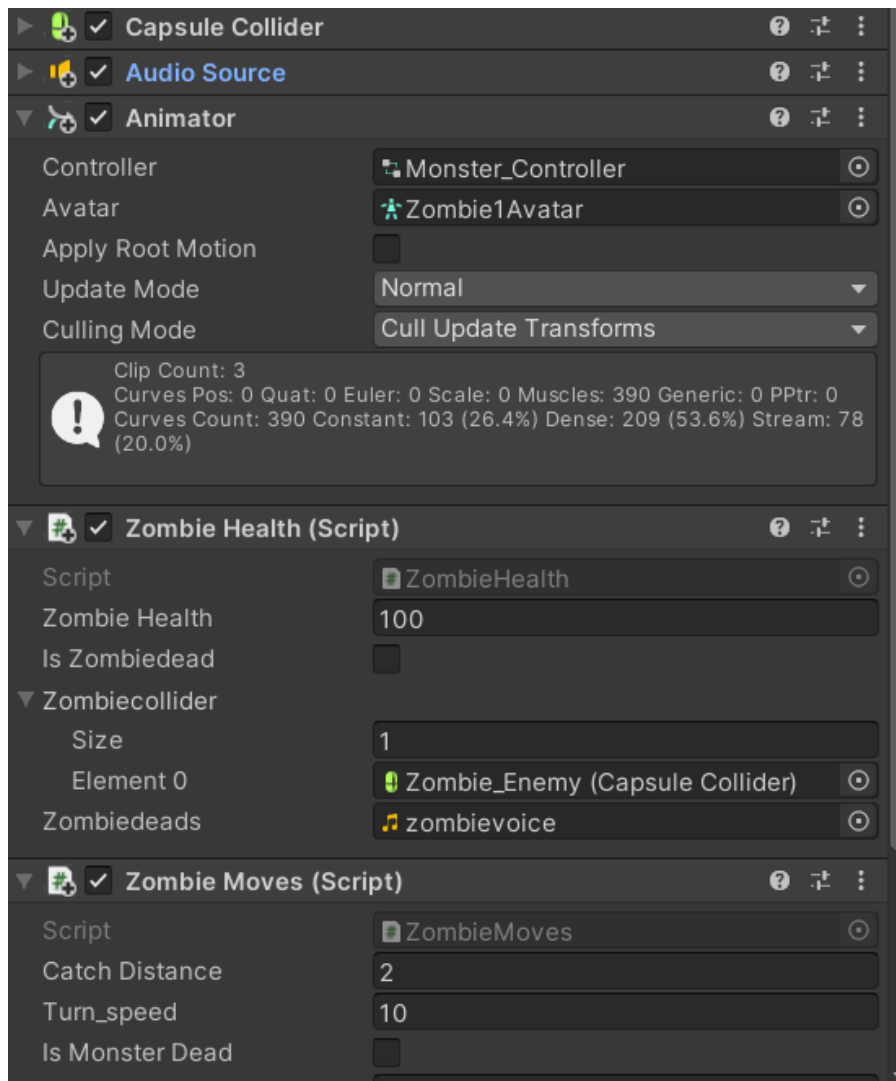 Capsule Collider
Audio Source
Animator
Controller Monster_Controller
Avatar Zombie1Avatar
Apply Root Motion
Update Mode Normal
Culling Mode Cull Update Transforms
Clip Count: 3
Curves Pos: 0 Quat: 0 Euler: 0 Scale: 0 Muscles: 390 Generic: 0 PPtr: 0
Curves Count: 390 Constant: 103 (26.4%) Dense: 209 (53.6%) Stream: 78
(20.0%)
Zombie Health (Script)
Script ZombieHealth
Zombie Health 100
Is Zombiedead
Zombiecollider
Size 1
Element 0 Zombie_Enemy (Capsule Collider)
Zombiedeads zombievoice
Zombie Moves (Script)
Script ZombieMoves
Catch Distance 2
Turn_speed 10
Is Monster Dead